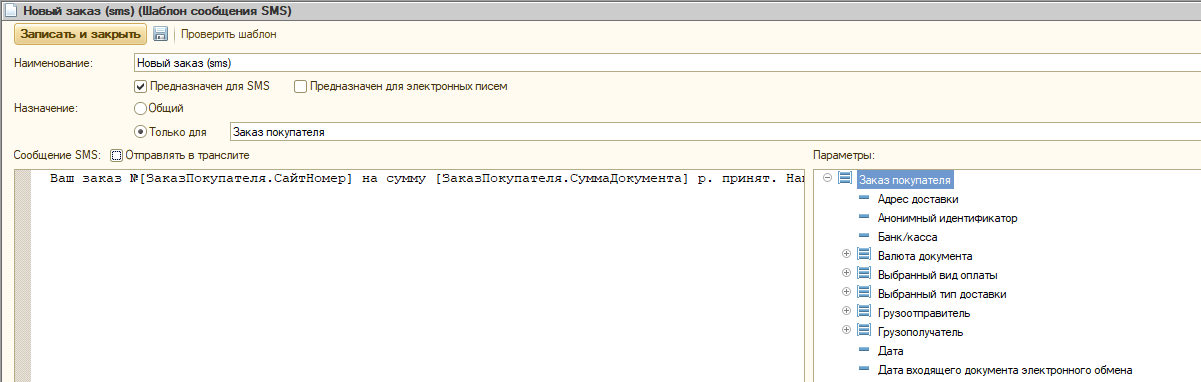 Новый заказ (sms) (Шаблон сообщения SMS)
Записать и закрыть Проверить шаблон
Наименование: Новый заказ (sms)
Предназначен для SMS Предназначен для электронных писем
Назначение: Общий
Только для Заказ покупателя
Сообщение SMS: Отправлять в транслите
Ваш заказ №[ЗаказПокупателя.СайтНомер] на сумму [ЗаказПокупателя.СуммаДокумента] р. принят.
Параметры:
Заказ покупателя
Адрес доставки
Анонимный идентификатор
Банк/касса
Валюта документа
Выбранный вид оплаты
Выбранный тип доставки
Грузоотправитель
Грузополучатель
Дата
Дата входящего документа электронного обмена